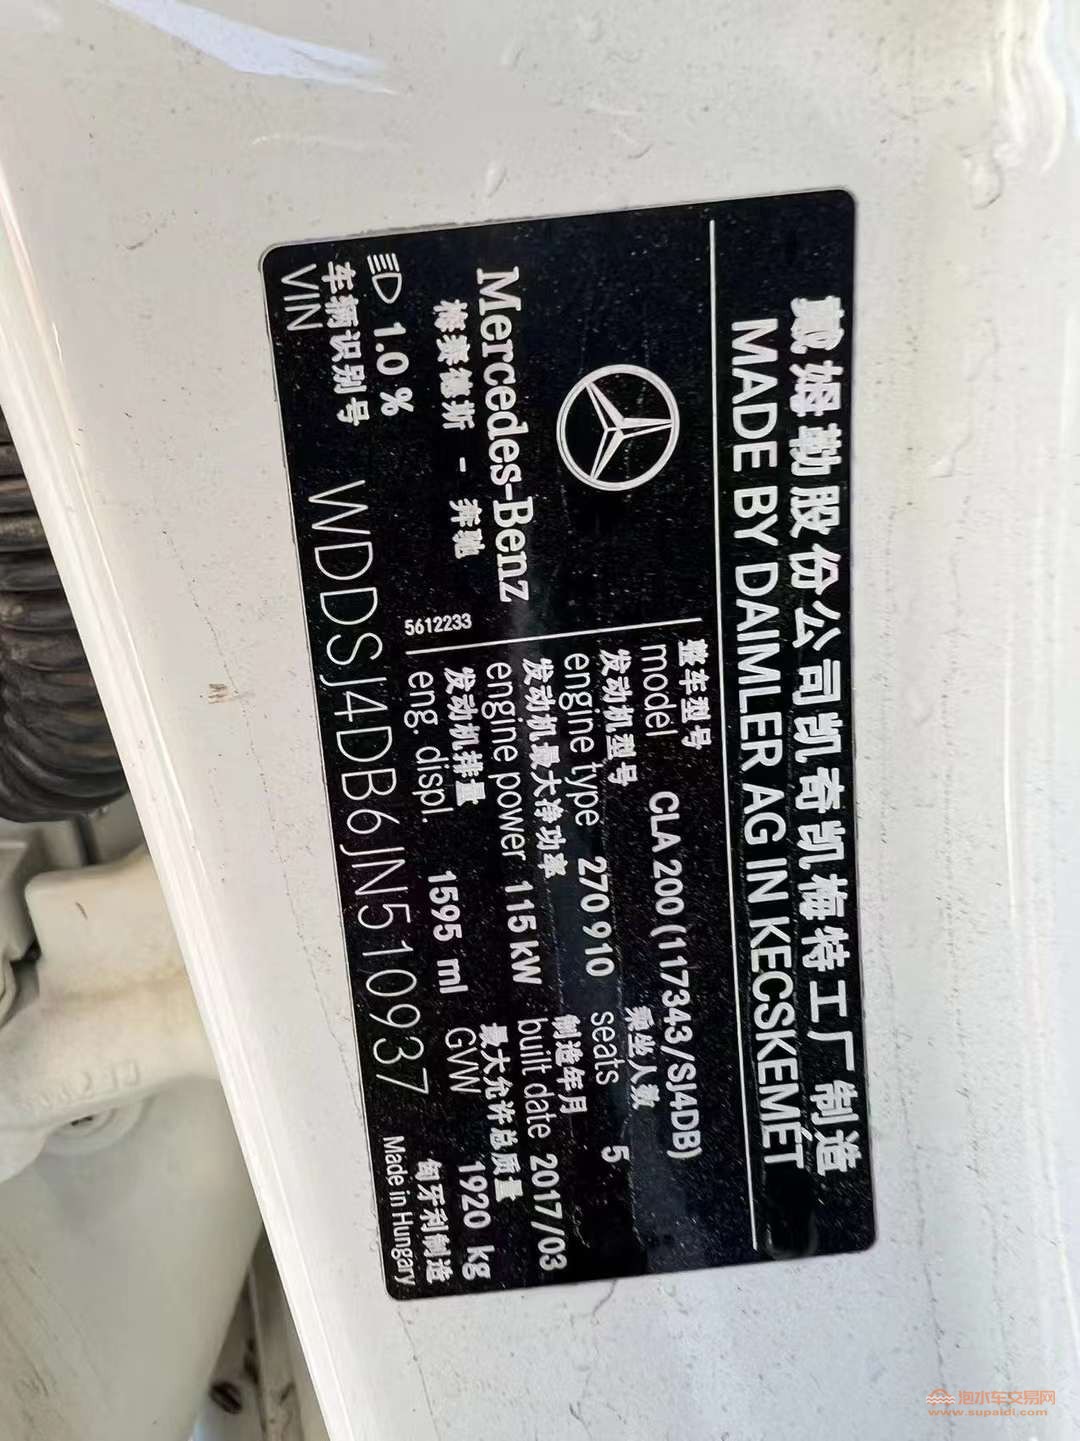 戴姆勒股份公司凯奇凯梅特工厂制造
MADE BY DAIMLER AG IN KECSKEMÉT
Mercedes-Benz
梅赛德斯 - 奔驰
1.0 %
5612233
整车型号
model CLA 200 (117343/SJ4DB)
发动机型号 乘坐人数
engine type 270 910 seats 5
发动机最大净功率 制造年月
engine power 115 kW built date 2017/03
发动机排量 最大允许总质量
eng. displ. 1595 ml GVW 1920 kg
车辆识别号
VIN WDDSJ4DB6JN510937
匈牙利制造
Made in Hungary
泡水车交易网
www.supaidi.com